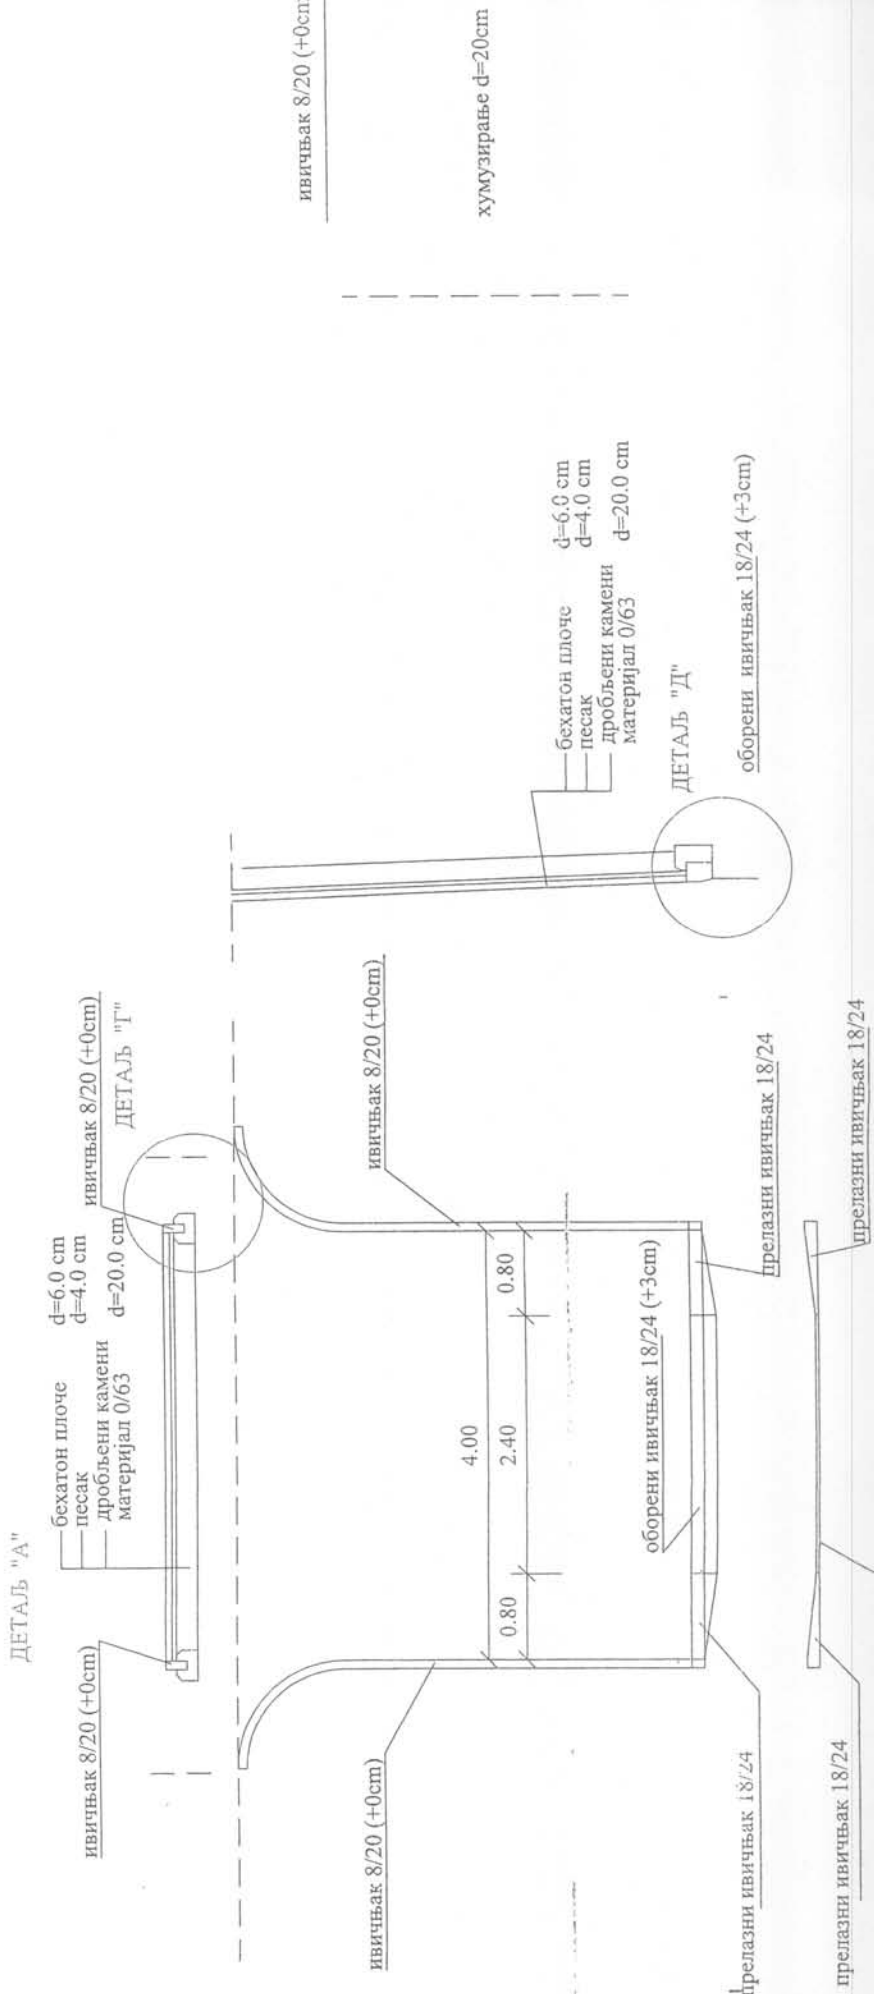 ДЕТАЉ "А"
бехатон плоче d=6.0 cm
песак d=4.0 cm
дробљени камени
материјал 0/63 d=20.0 cm
ивичњак 8/20 (+0cm)
ивичњак 8/20 (+0cm)
ДЕТАЉ "Г"
ивичњак 8/20 (+0cm)
ивичњак 8/20 (+0cm)
4.00
0.80
2.40
0.80
оборени ивичњак 18/24 (+3cm)
прелазни ивичњак 18/24
прелазни ивичњак 18/24
прелазни ивичњак 18/24
прелазни ивичњак 18/24
бехатон плоче d=6.0 cm
песак d=4.0 cm
дробљени камени
материјал 0/63 d=20.0 cm
ДЕТАЉ "Д"
оборени ивичњак 18/24 (+3cm)
ивичњак 8/20 (+0cm
хумузирање d=20cm